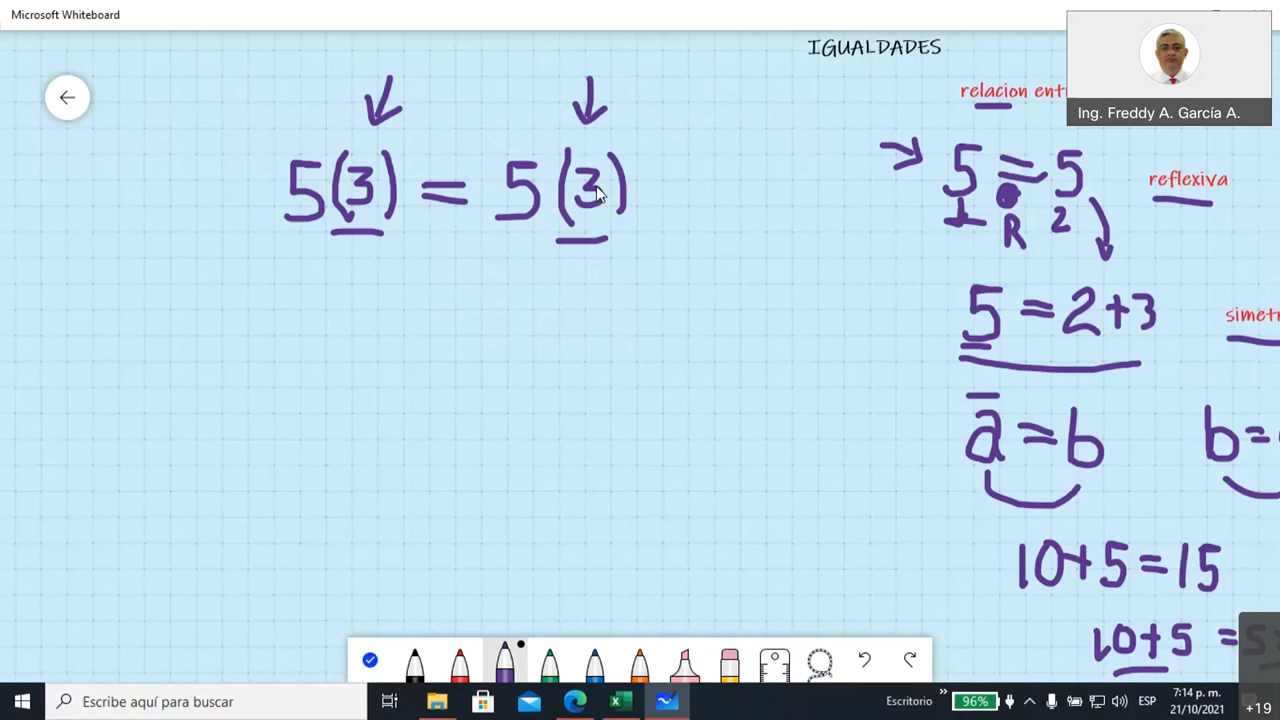 Microsoft Whiteboard
IGUALDADES
relacion entr
Ing. Freddy A. García A.
5(3) = 5(3)
5 = 5
1 R 2
reflexiva
5 = 2+3
simetr
a = b
b =
10+5 = 15
10+5 =
Escribe aquí para buscar
Escritorio
96%
ESP
7:14 p. m.
21/10/2021
+19